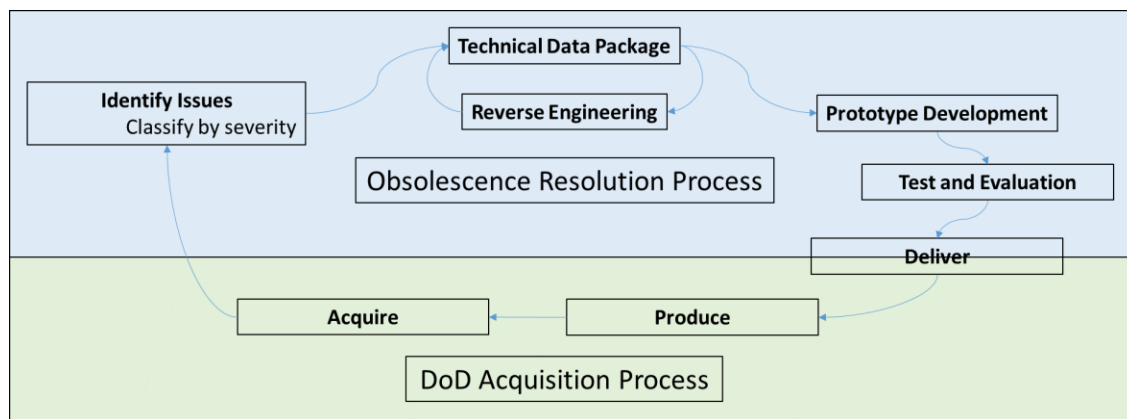 Technical Data Package
Identify Issues
Classify by severity
Reverse Engineering
Prototype Development
Obsolescence Resolution Process
Test and Evaluation
Deliver
Acquire
Produce
DoD Acquisition Process